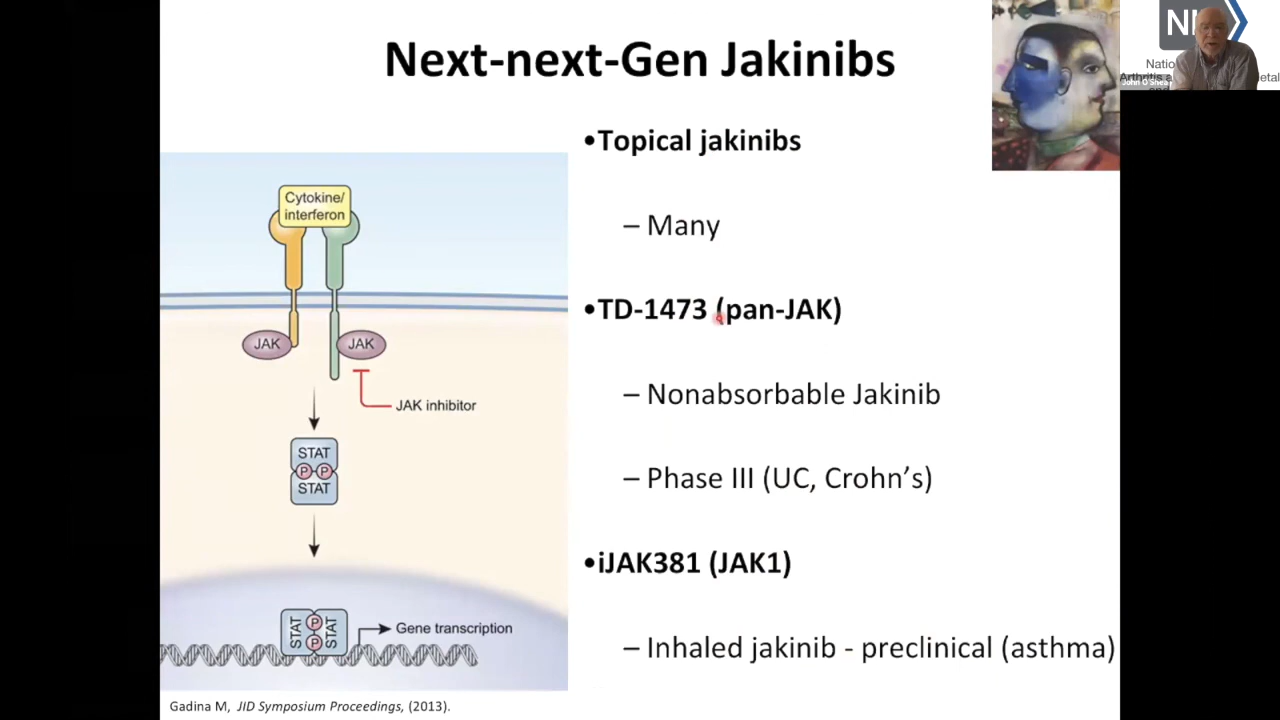 Next-next-Gen Jakinibs
•Topical jakinibs
– Many
•TD-1473 (pan-JAK)
– Nonabsorbable Jakinib
– Phase III (UC, Crohn’s)
•iJAK381 (JAK1)
– Inhaled jakinib - preclinical (asthma)
Cytokine/
interferon
JAK
JAK
JAK inhibitor
STAT
P P
STAT
STAT
P
P
STAT
Gene transcription
Gadina M, JID Symposium Proceedings, (2013).
Natio
Arthritis